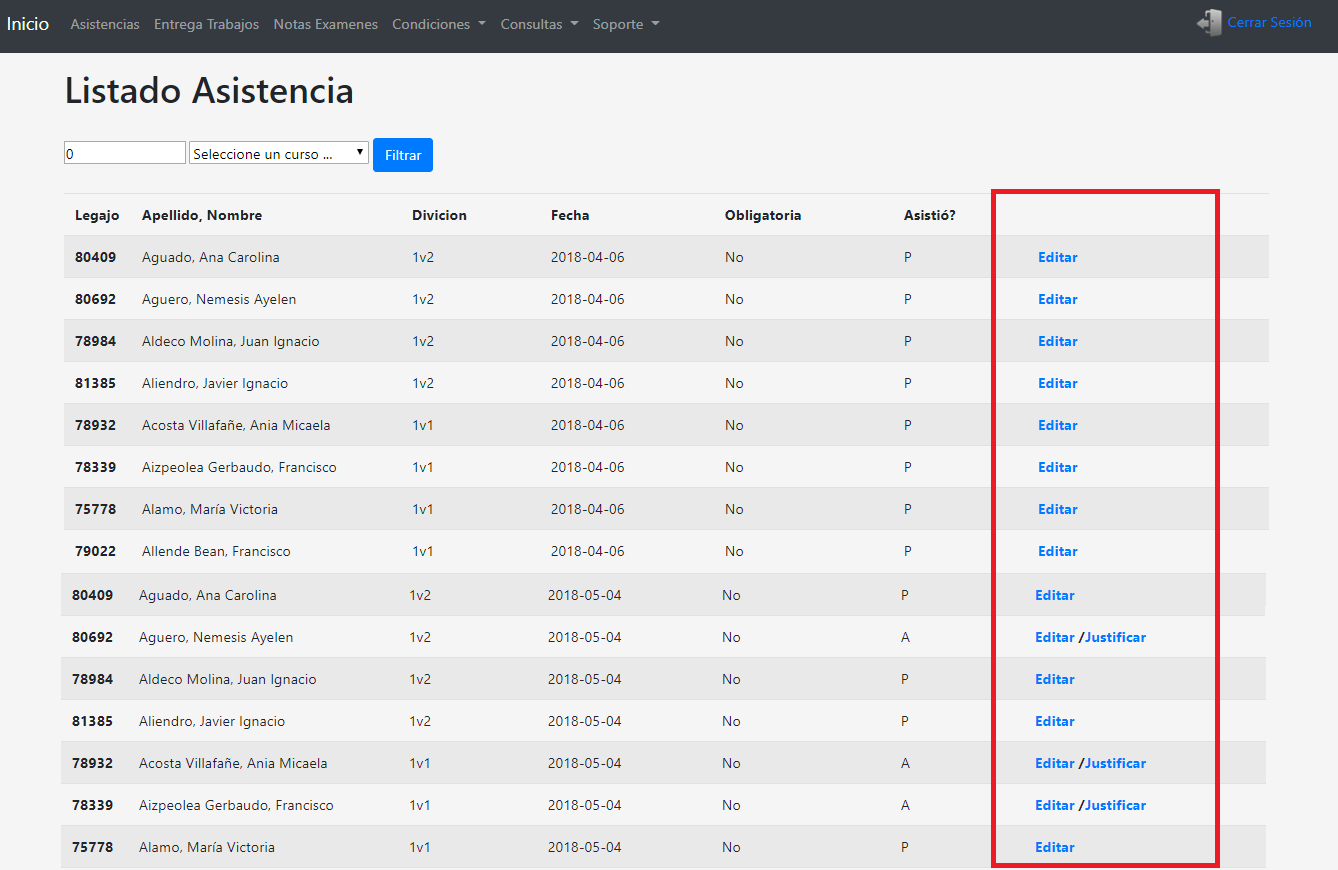 Inicio Asistencias Entrega Trabajos Notas Examenes Condiciones Consultas Soporte Cerrar Sesión
Listado Asistencia
0 Seleccione un curso ... Filtrar
Legajo Apellido, Nombre Divicion Fecha Obligatoria Asistió?
80409 Aguado, Ana Carolina 1v2 2018-04-06 No P Editar
80692 Aguero, Nemesis Ayelen 1v2 2018-04-06 No P Editar
78984 Aldeco Molina, Juan Ignacio 1v2 2018-04-06 No P Editar
81385 Aliendro, Javier Ignacio 1v2 2018-04-06 No P Editar
78932 Acosta Villafañe, Ania Micaela 1v1 2018-04-06 No P Editar
78339 Aizpeolea Gerbaudo, Francisco 1v1 2018-04-06 No P Editar
75778 Alamo, María Victoria 1v1 2018-04-06 No P Editar
79022 Allende Bean, Francisco 1v1 2018-04-06 No P Editar
80409 Aguado, Ana Carolina 1v2 2018-05-04 No P Editar
80692 Aguero, Nemesis Ayelen 1v2 2018-05-04 No A Editar /Justificar
78984 Aldeco Molina, Juan Ignacio 1v2 2018-05-04 No P Editar
81385 Aliendro, Javier Ignacio 1v2 2018-05-04 No P Editar
78932 Acosta Villafañe, Ania Micaela 1v1 2018-05-04 No A Editar /Justificar
78339 Aizpeolea Gerbaudo, Francisco 1v1 2018-05-04 No A Editar /Justificar
75778 Alamo, María Victoria 1v1 2018-05-04 No P Editar